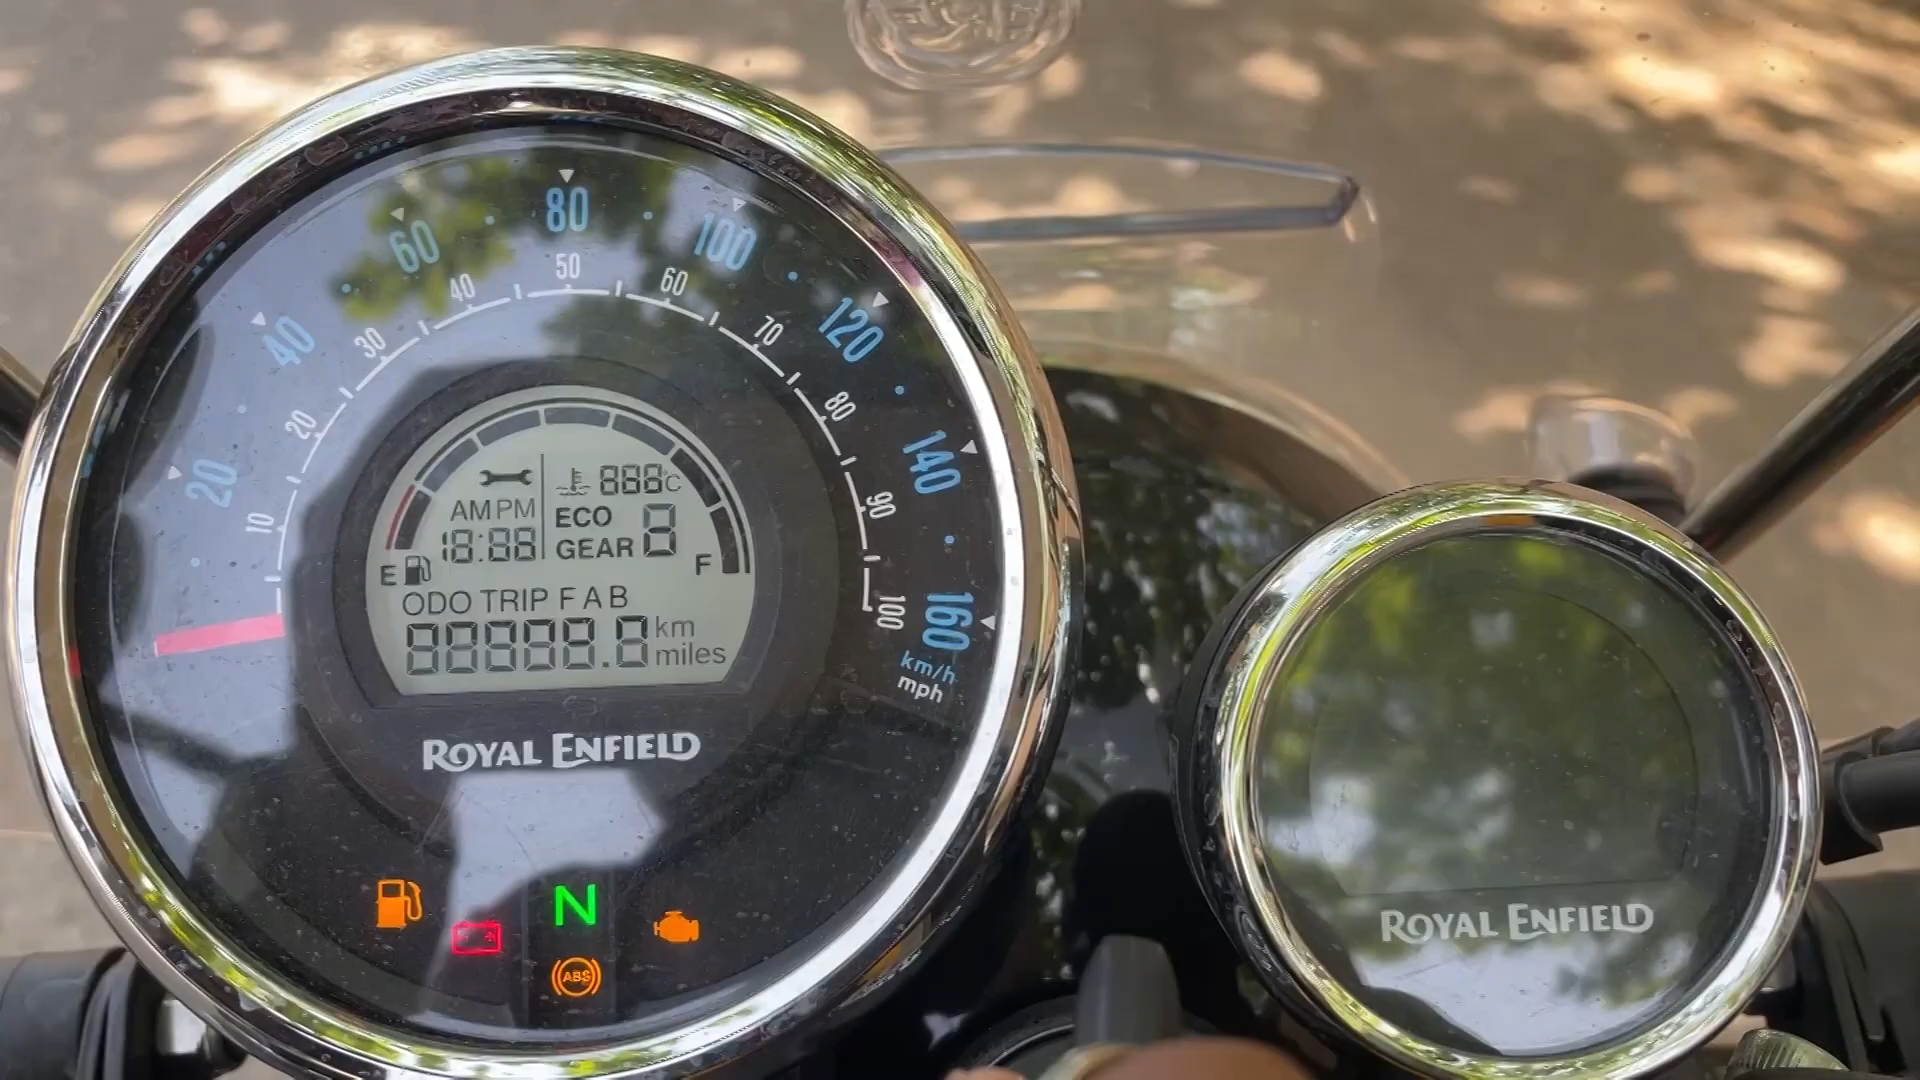 20
40
60
80
100
120
140
160
km/h
mph
10
20
30
40
50
60
70
80
90
100
888°C
AM PM
ECO
18:88
GEAR 8
E
F
ODO TRIP F A B
88888.8 km
miles
ROYAL ENFIELD
N
ABS
ROYAL ENFIELD